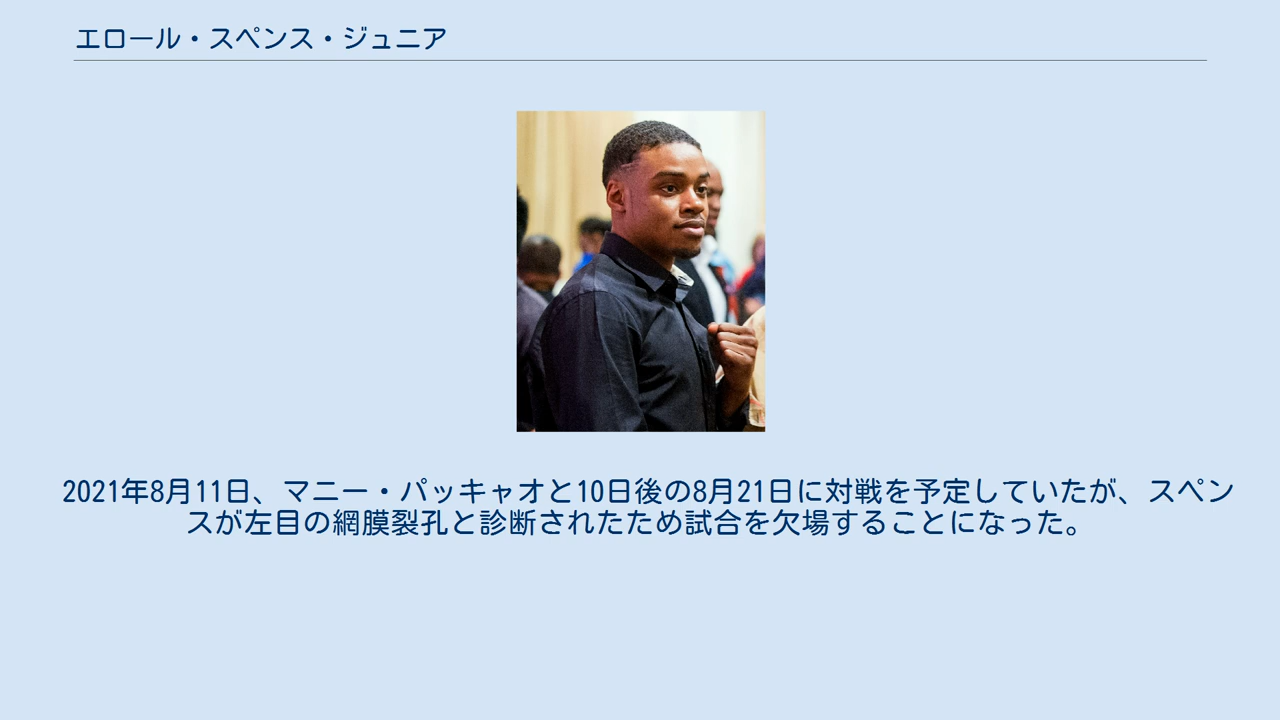 エロール・スペンス・ジュニア
2021年8月11日、マニー・パッキャオと10日後の8月21日に対戦を予定していたが、スペン
スが左目の網膜裂孔と診断されたため試合を欠場することになった。